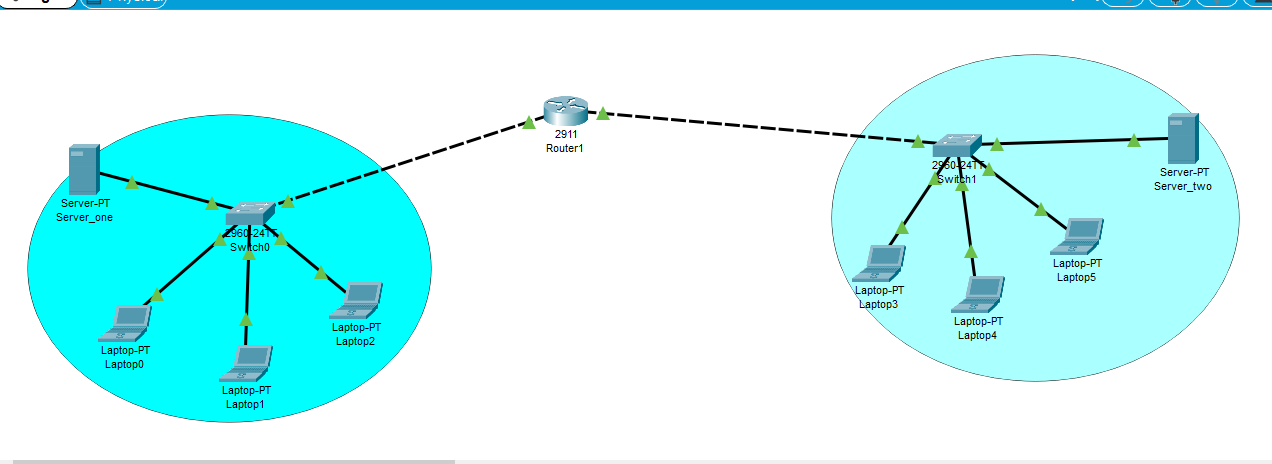 Physical
2911
Router1
Server-PT
Server_one
2960-24TT
Switch0
Laptop-PT
Laptop0
Laptop-PT
Laptop1
Laptop-PT
Laptop2
2960-24TT
Switch1
Server-PT
Server_two
Laptop-PT
Laptop3
Laptop-PT
Laptop4
Laptop-PT
Laptop5